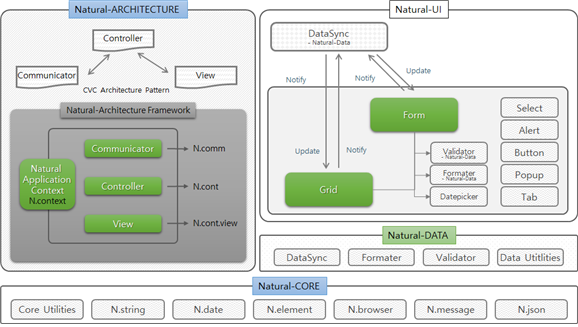 Natural-ARCHITECTURE
Controller
Communicator
View
CVC Architecture Pattern
Natural-Architecture Framework
Natural
Application
Context
N.context
Communicator
N.comm
Controller
N.cont
View
N.cont.view
Natural-UI
DataSync
- Natural-Data
Notify
Notify
Update
Update
Notify
Form
Grid
Validator
- Natural-Data
Formater
- Natural-Data
Datepicker
Select
Alert
Button
Popup
Tab
Natural-DATA
DataSync
Formater
Validator
Data Utitlities
Natural-CORE
Core Utilities
N.string
N.date
N.element
N.browser
N.message
N.json